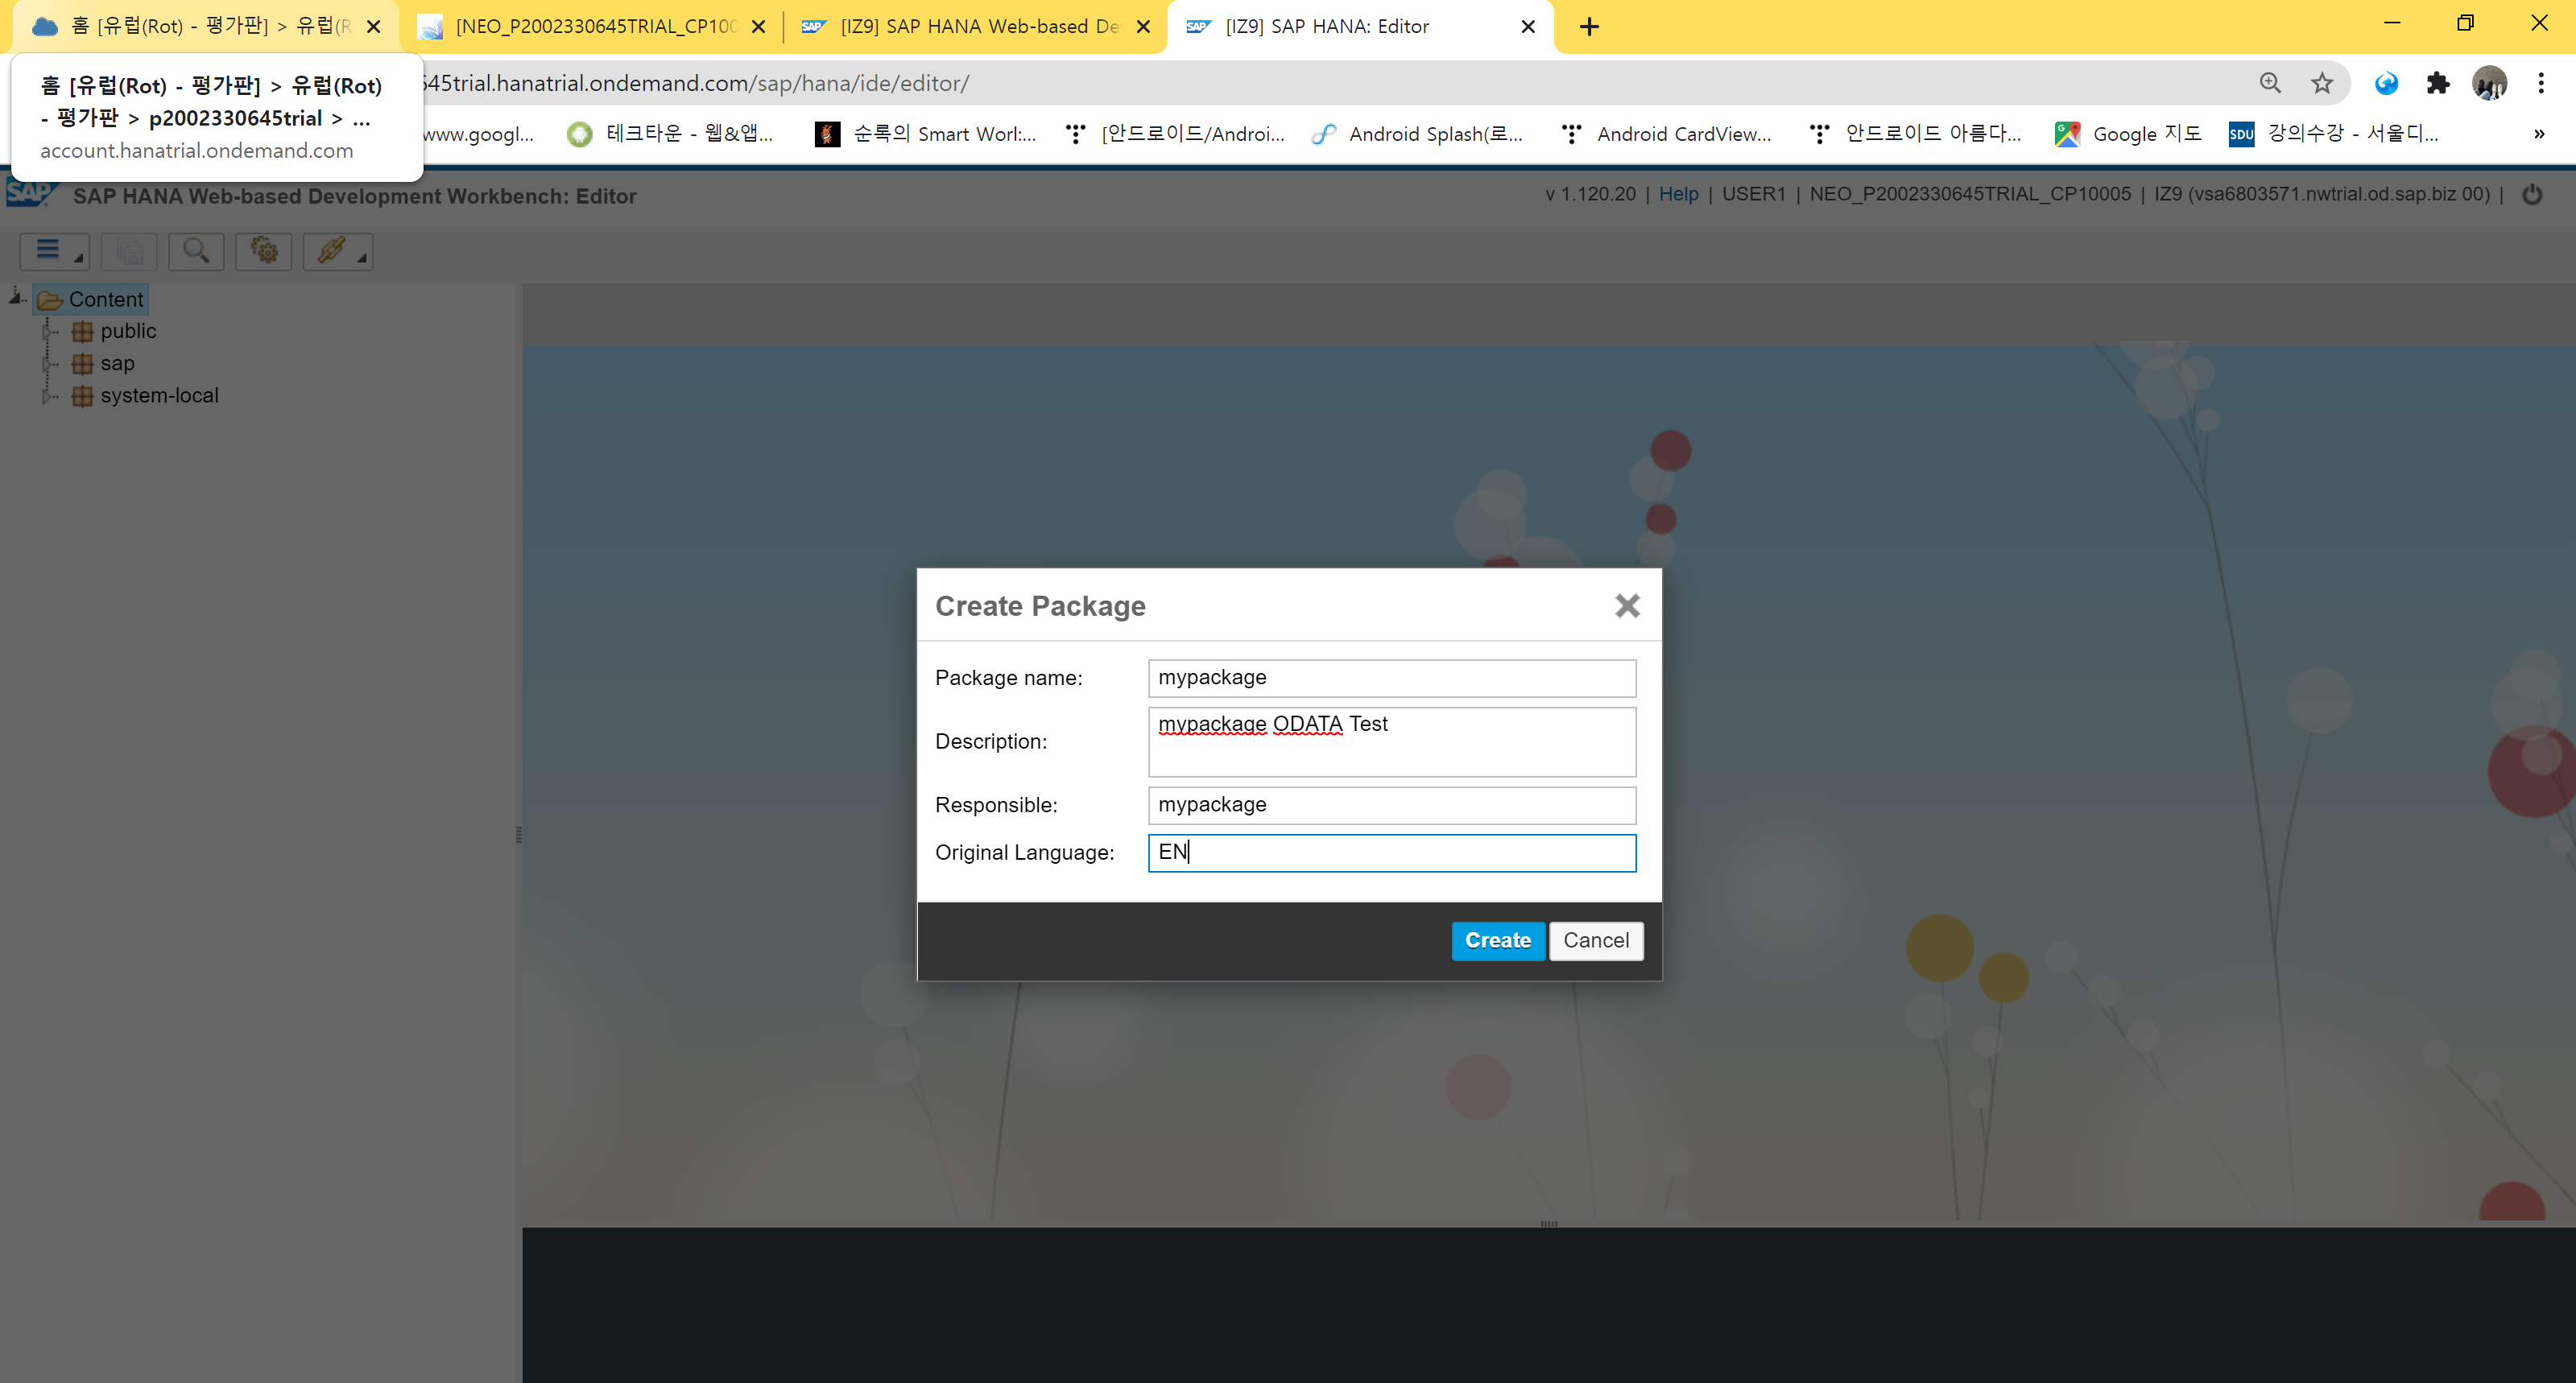 홈 [유럽(Rot) - 평가판] > 유럽(R
[NEO_P2002330645TRIAL_CP100
[IZ9] SAP HANA Web-based De
[IZ9] SAP HANA: Editor
홈 [유럽(Rot) - 평가판] > 유럽(Rot)
- 평가판 > p2002330645trial > ...
account.hanatrial.ondemand.com
45trial.hanatrial.ondemand.com/sap/hana/ide/editor/
www.googl...
테크타운 - 웹&앱...
순록의 Smart Worl:...
[안드로이드/Androi...
Android Splash(로...
Android CardView...
안드로이드 아름다...
Google 지도
SDU 강의수강 - 서울디...
»
SAP SAP HANA Web-based Development Workbench: Editor
v 1.120.20 | Help | USER1 | NEO_P2002330645TRIAL_CP10005 | IZ9 (vsa6803571.nwtrial.od.sap.biz 00) |
Content
public
sap
system-local
Create Package
Package name: mypackage
Description: mypackage ODATA Test
Responsible: mypackage
Original Language: EN
Create Cancel